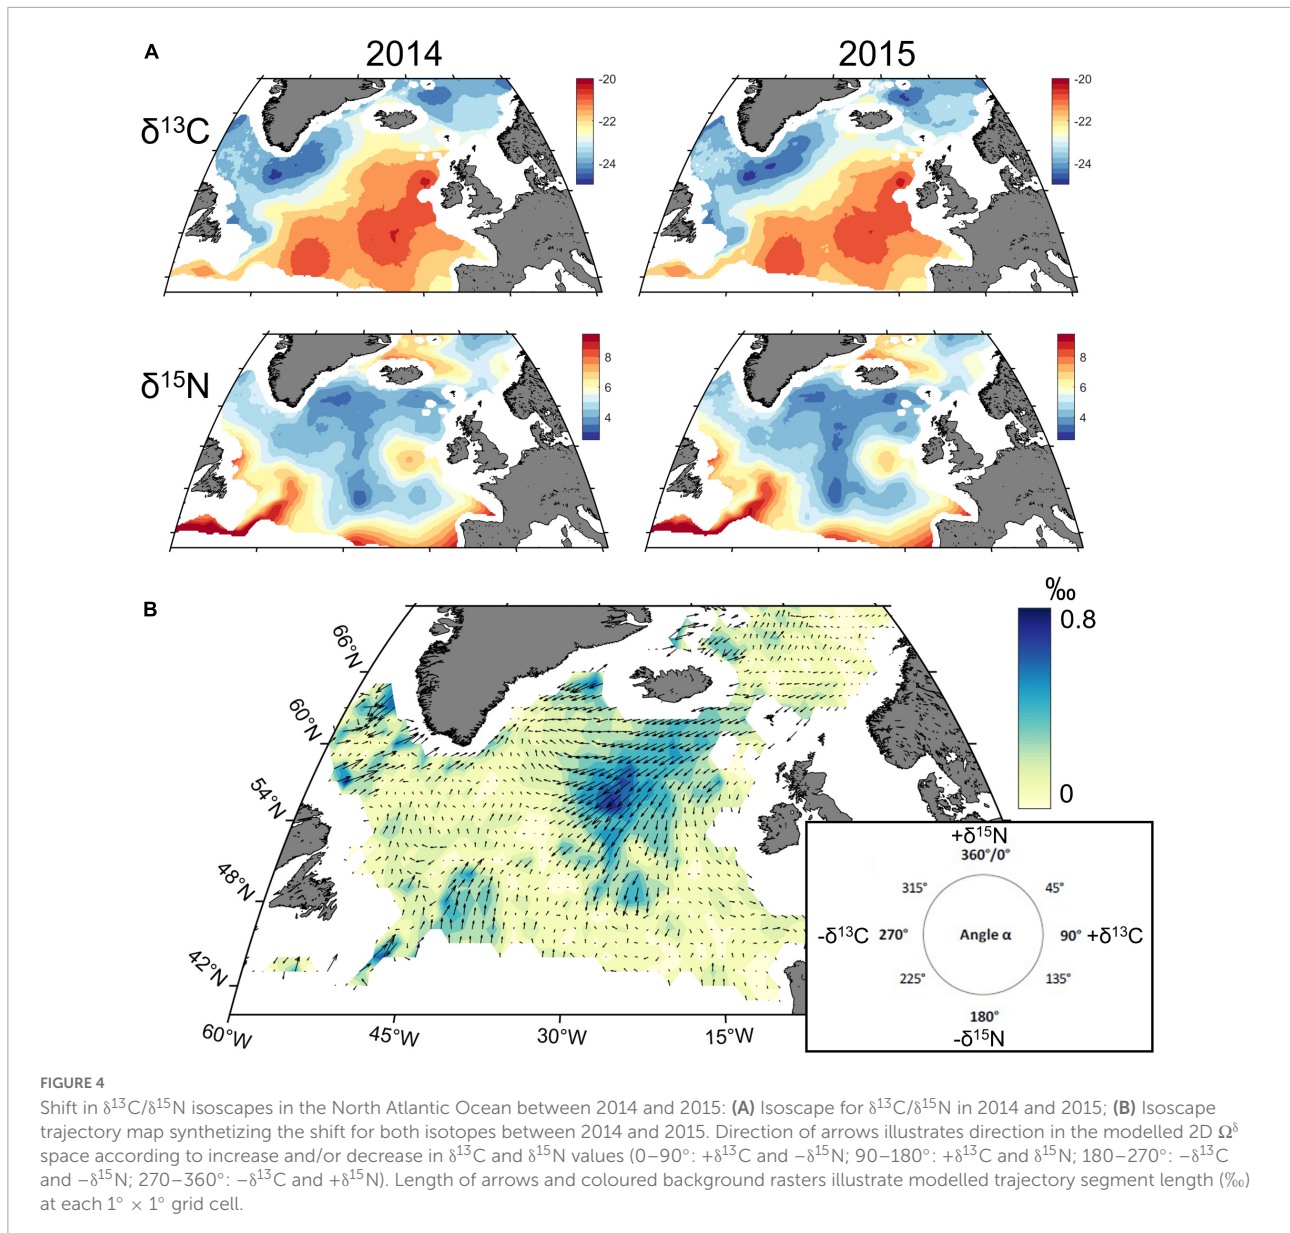 A
2014
2015
δ13C
-20
-22
-24
-20
-22
-24
δ15N
8
6
4
8
6
4
B
‰
0.8
0
66°N
60°N
54°N
48°N
42°N
60°W
45°W
30°W
15°W
+δ15N
360°/0°
315°
45°
-δ13C
270°
Angle α
90°
+δ13C
225°
135°
180°
-δ15N
FIGURE 4
Shift in δ13C/δ15N isoscapes in the North Atlantic Ocean between 2014 and 2015: (A) Isoscape for δ13C/δ15N in 2014 and 2015; (B) Isoscape
trajectory map synthetizing the shift for both isotopes between 2014 and 2015. Direction of arrows illustrates direction in the modelled 2D Ωδ
space according to increase and/or decrease in δ13C and δ15N values (0–90°: +δ13C and −δ15N; 90–180°: +δ13C and δ15N; 180–270°: −δ13C
and −δ15N; 270–360°: −δ13C and +δ15N). Length of arrows and coloured background rasters illustrate modelled trajectory segment length (‰)
at each 1° × 1° grid cell.